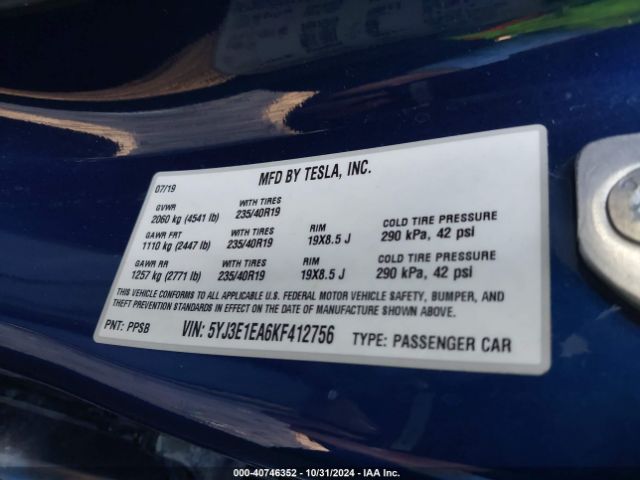 MFD BY TESLA, INC.
07/19
GVWR WITH TIRES
2060 kg (4541 lb) 235/40R19
GAWR FRT WITH TIRES RIM COLD TIRE PRESSURE
1110 kg (2447 lb) 235/40R19 19X8.5 J 290 kPa, 42 psi
GAWR RR WITH TIRES RIM COLD TIRE PRESSURE
1257 kg (2771 lb) 235/40R19 19X8.5 J 290 kPa, 42 psi
THIS VEHICLE CONFORMS TO ALL APPLICABLE U.S. FEDERAL MOTOR VEHICLE SAFETY, BUMPER, AND
THEFT PREVENTION STANDARDS IN EFFECT ON THE DATE OF MANUFACTURE SHOWN ABOVE.
PNT: PPSB VIN: 5YJ3E1EA6KF412756 TYPE: PASSENGER CAR
000-40746352 - 10/31/2024 - IAA Inc.